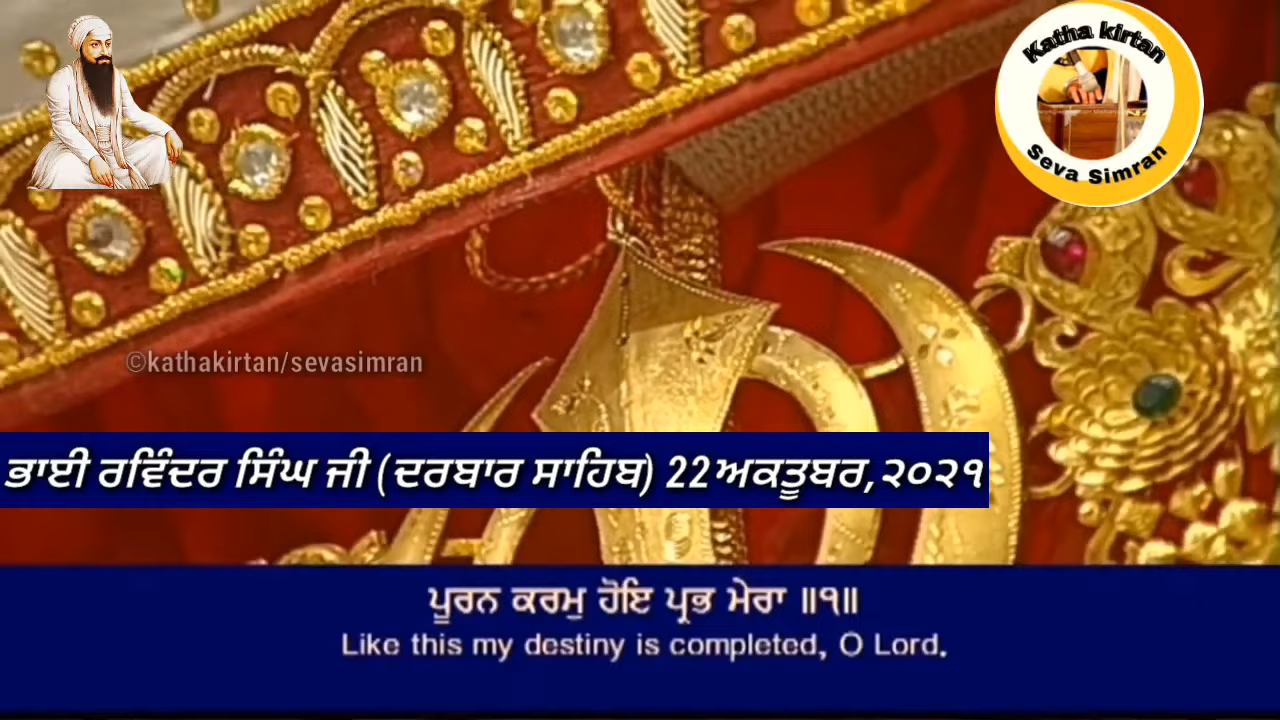 Katha kirtan
Seva Simran
©kathakirtan/sevasimran
ਭਾਈ ਰਵਿੰਦਰ ਸਿੰਘ ਜੀ (ਦਰਬਾਰ ਸਾਹਿਬ) 22ਅਕਤੂਬਰ,੨੦੨੧
ਪੂਰਨ ਕਰਮੁ ਹੋਇ ਪ੍ਰਭ ਮੇਰਾ ॥੧॥
Like this my destiny is completed, O Lord.